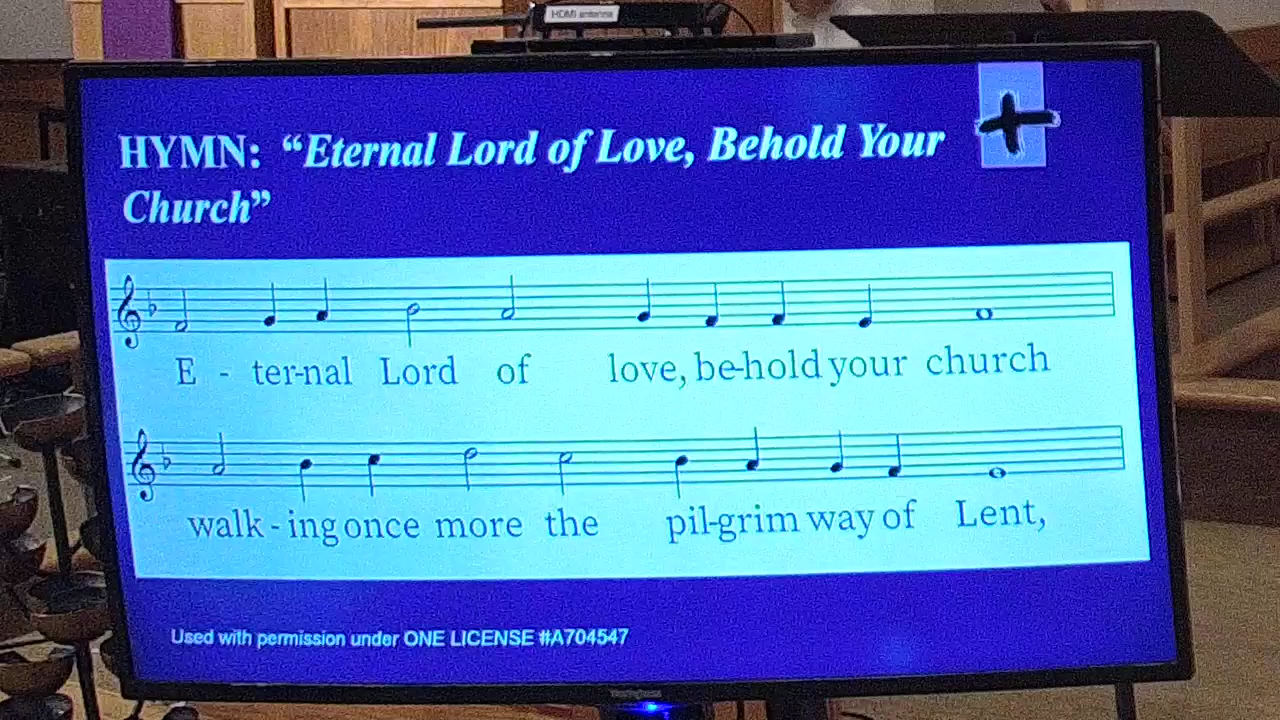 HDMI antenna
HYMN: “Eternal Lord of Love, Behold Your
Church”
E - ter-nal Lord of love, be-hold your church
walk-ing once more the pil-grim way of Lent,
Used with permission under ONE LICENSE #A704547
Westinghouse